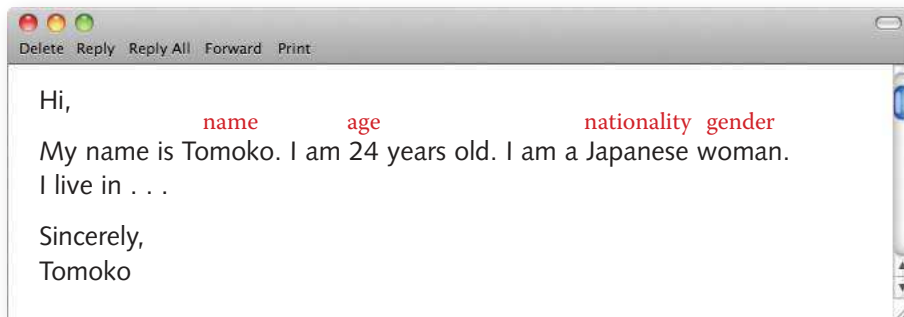 Delete Reply Reply All Forward Print
Hi,
name age nationality gender
My name is Tomoko. I am 24 years old. I am a Japanese woman.
I live in . . .
Sincerely,
Tomoko